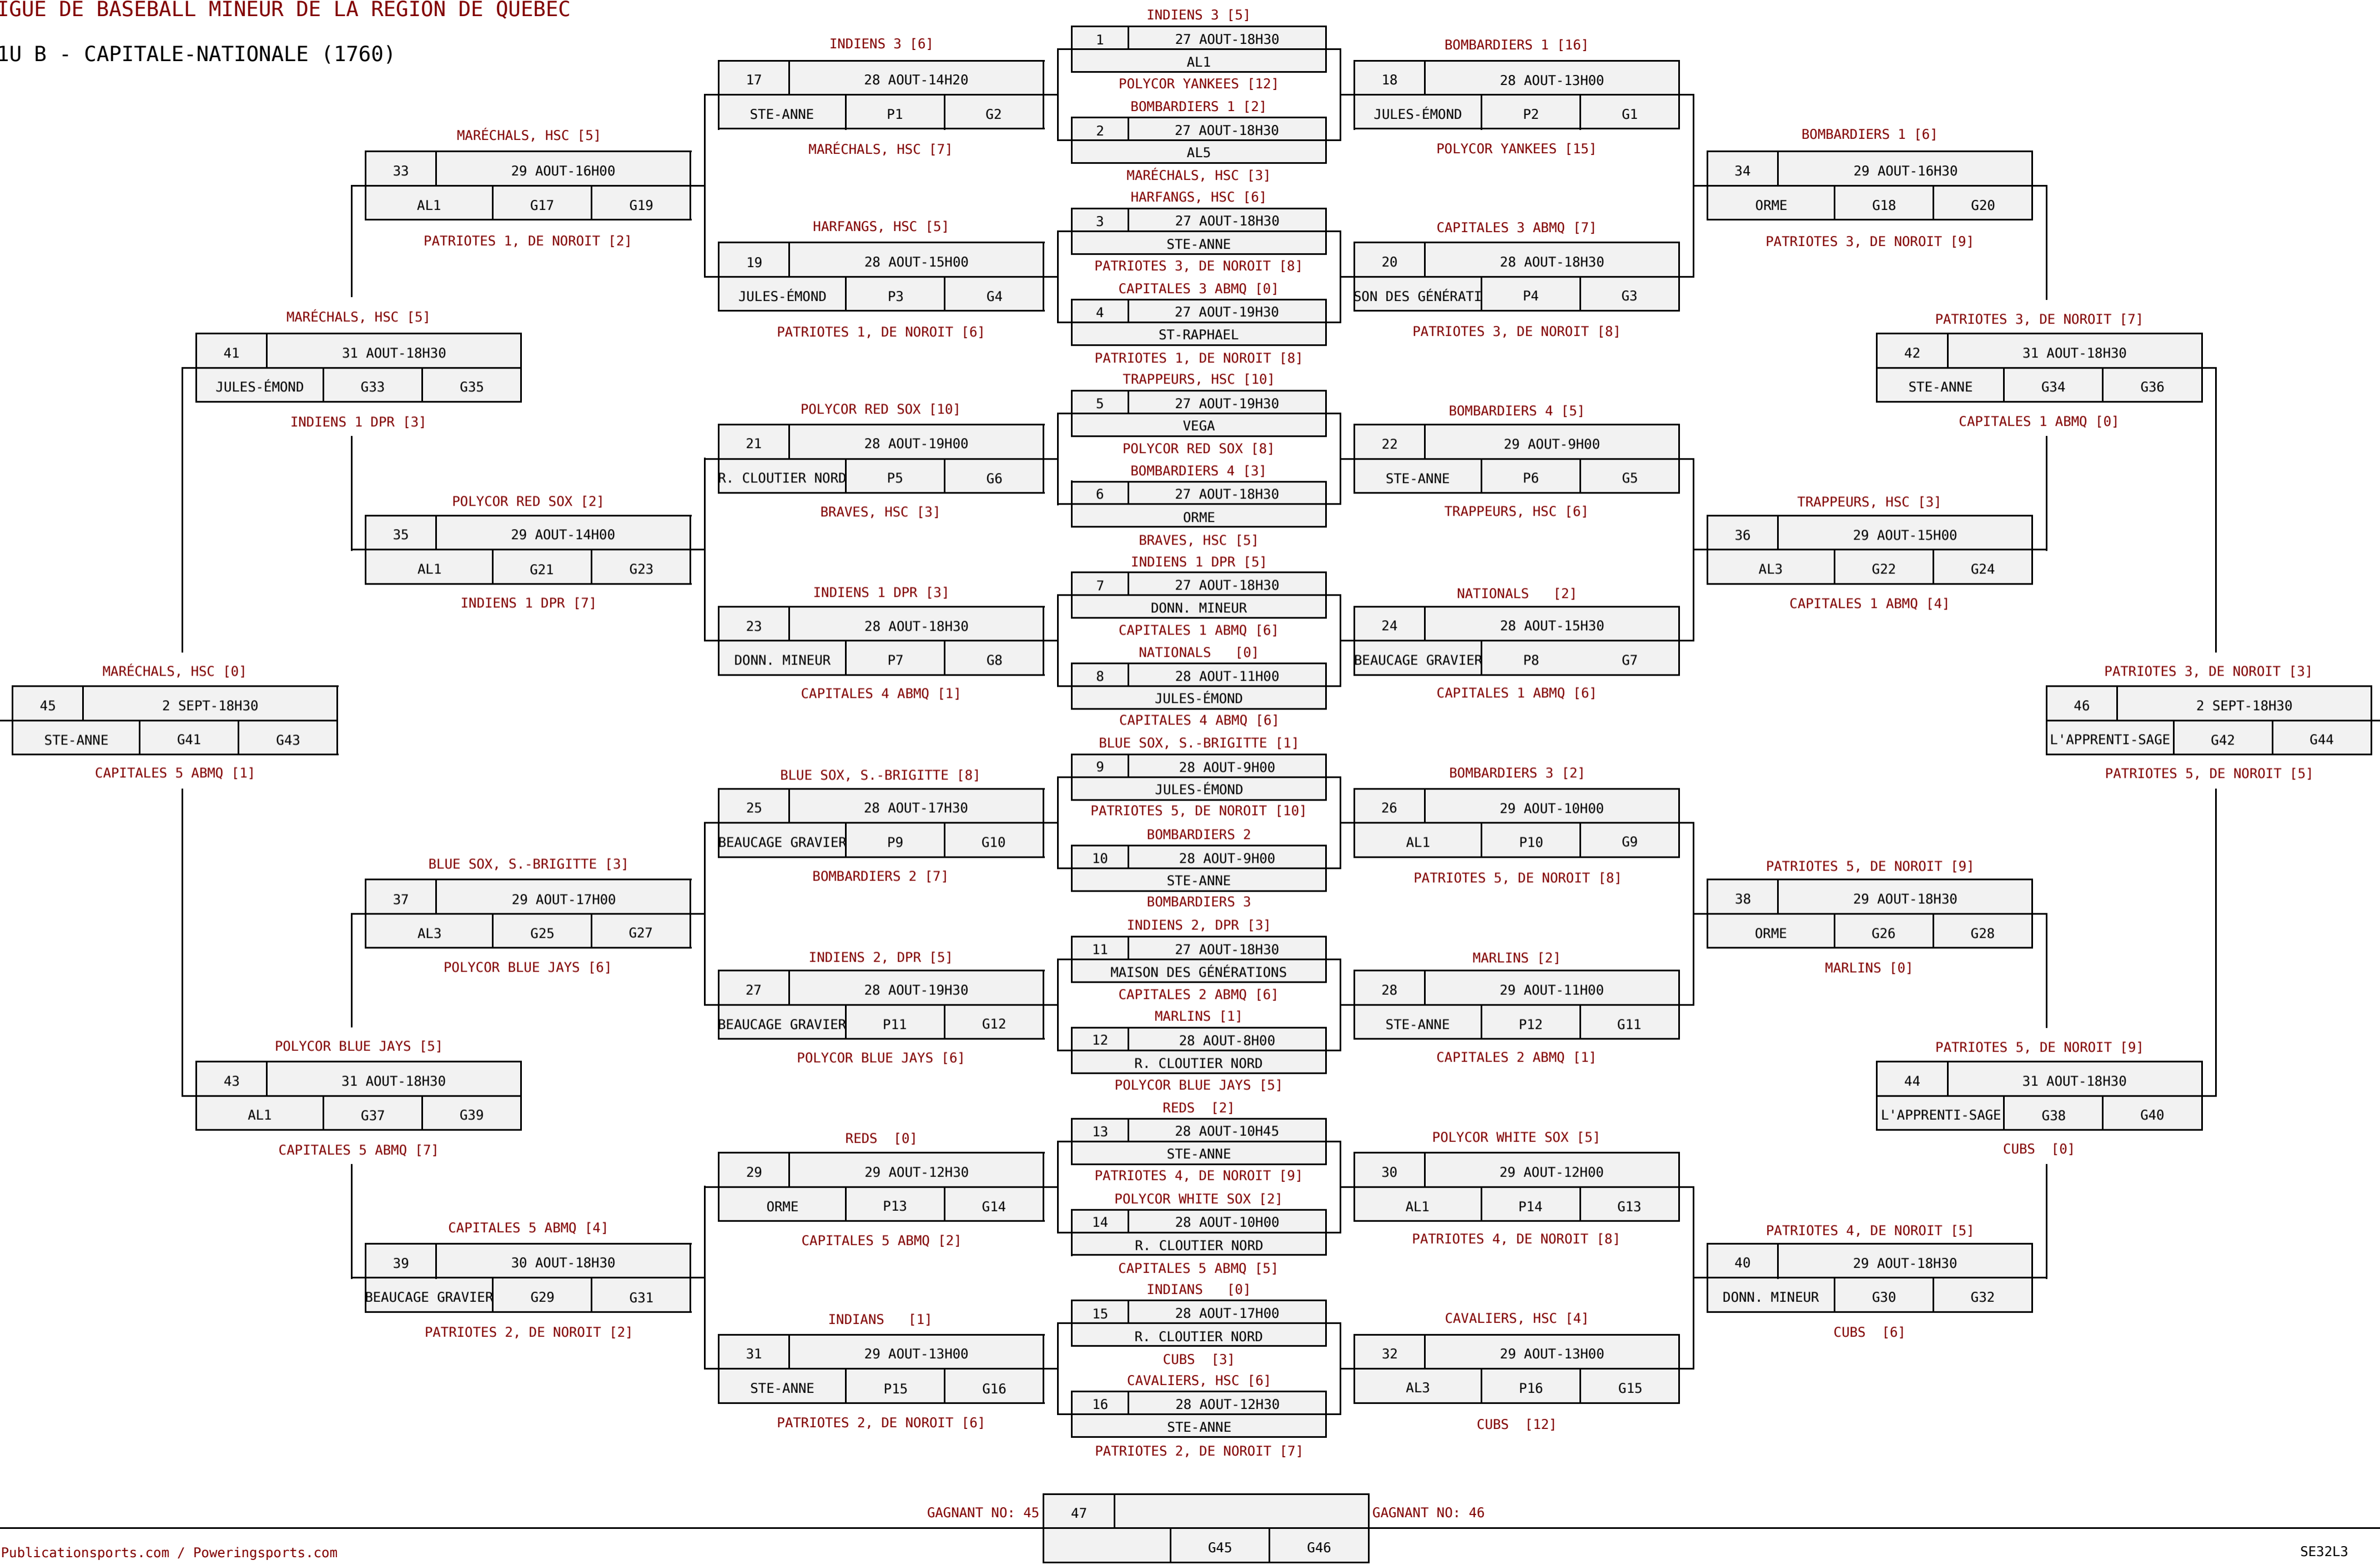 IGUE DE BASEBALL MINEUR DE LA REGION DE QUEBEC
1U B - CAPITALE-NATIONALE (1760)
MARÉCHALS, HSC [0]
45 2 SEPT-18H30
STE-ANNE G41 G43
CAPITALES 5 ABMQ [1]
MARÉCHALS, HSC [5]
41 31 AOUT-18H30
JULES-ÉMOND G33 G35
INDIENS 1 DPR [3]
POLYCOR BLUE JAYS [5]
43 31 AOUT-18H30
AL1 G37 G39
CAPITALES 5 ABMQ [7]
MARÉCHALS, HSC [5]
33 29 AOUT-16H00
AL1 G17 G19
PATRIOTES 1, DE NOROIT [2]
POLYCOR RED SOX [2]
35 29 AOUT-14H00
AL1 G21 G23
INDIENS 1 DPR [7]
BLUE SOX, S.-BRIGITTE [3]
37 29 AOUT-17H00
AL3 G25 G27
POLYCOR BLUE JAYS [6]
CAPITALES 5 ABMQ [4]
39 30 AOUT-18H30
BEAUCAGE GRAVIER G29 G31
PATRIOTES 2, DE NOROIT [2]
INDIENS 3 [6]
17 28 AOUT-14H20
STE-ANNE P1 G2
MARÉCHALS, HSC [7]
HARFANGS, HSC [5]
19 28 AOUT-15H00
JULES-ÉMOND P3 G4
PATRIOTES 1, DE NOROIT [6]
POLYCOR RED SOX [10]
21 28 AOUT-19H00
R. CLOUTIER NORD P5 G6
BRAVES, HSC [3]
INDIENS 1 DPR [3]
23 28 AOUT-18H30
DONN. MINEUR P7 G8
CAPITALES 4 ABMQ [1]
BLUE SOX, S.-BRIGITTE [8]
25 28 AOUT-17H30
BEAUCAGE GRAVIER P9 G10
BOMBARDIERS 2 [7]
INDIENS 2, DPR [5]
27 28 AOUT-19H30
BEAUCAGE GRAVIER P11 G12
POLYCOR BLUE JAYS [6]
REDS [0]
29 29 AOUT-12H30
ORME P13 G14
CAPITALES 5 ABMQ [2]
INDIANS [1]
31 29 AOUT-13H00
STE-ANNE P15 G16
PATRIOTES 2, DE NOROIT [6]
INDIENS 3 [5]
1 27 AOUT-18H30
AL1
POLYCOR YANKEES [12]
BOMBARDIERS 1 [2]
2 27 AOUT-18H30
AL5
MARÉCHALS, HSC [3]
HARFANGS, HSC [6]
3 27 AOUT-18H30
STE-ANNE
PATRIOTES 3, DE NOROIT [8]
CAPITALES 3 ABMQ [0]
4 27 AOUT-19H30
ST-RAPHAEL
PATRIOTES 1, DE NOROIT [8]
TRAPPEURS, HSC [10]
5 27 AOUT-19H30
VEGA
POLYCOR RED SOX [8]
BOMBARDIERS 4 [3]
6 27 AOUT-18H30
ORME
BRAVES, HSC [5]
INDIENS 1 DPR [5]
7 27 AOUT-18H30
DONN. MINEUR
CAPITALES 1 ABMQ [6]
NATIONALS [0]
8 28 AOUT-11H00
JULES-ÉMOND
CAPITALES 4 ABMQ [6]
BLUE SOX, S.-BRIGITTE [1]
9 28 AOUT-9H00
JULES-ÉMOND
PATRIOTES 5, DE NOROIT [10]
BOMBARDIERS 2
10 28 AOUT-9H00
STE-ANNE
BOMBARDIERS 3
INDIENS 2, DPR [3]
11 27 AOUT-18H30
MAISON DES GÉNÉRATIONS
CAPITALES 2 ABMQ [6]
MARLINS [1]
12 28 AOUT-8H00
R. CLOUTIER NORD
POLYCOR BLUE JAYS [5]
REDS [2]
13 28 AOUT-10H45
STE-ANNE
PATRIOTES 4, DE NOROIT [9]
POLYCOR WHITE SOX [2]
14 28 AOUT-10H00
R. CLOUTIER NORD
CAPITALES 5 ABMQ [5]
INDIANS [0]
15 28 AOUT-17H00
R. CLOUTIER NORD
CUBS [3]
CAVALIERS, HSC [6]
16 28 AOUT-12H30
STE-ANNE
PATRIOTES 2, DE NOROIT [7]
BOMBARDIERS 1 [16]
18 28 AOUT-13H00
JULES-ÉMOND P2 G1
POLYCOR YANKEES [15]
CAPITALES 3 ABMQ [7]
20 28 AOUT-18H30
SON DES GÉNÉRATI P4 G3
PATRIOTES 3, DE NOROIT [8]
BOMBARDIERS 4 [5]
22 29 AOUT-9H00
STE-ANNE P6 G5
TRAPPEURS, HSC [6]
NATIONALS [2]
24 28 AOUT-15H30
BEAUCAGE GRAVIER P8 G7
CAPITALES 1 ABMQ [6]
BOMBARDIERS 3 [2]
26 29 AOUT-10H00
AL1 P10 G9
PATRIOTES 5, DE NOROIT [8]
MARLINS [2]
28 29 AOUT-11H00
STE-ANNE P12 G11
CAPITALES 2 ABMQ [1]
POLYCOR WHITE SOX [5]
30 29 AOUT-12H00
AL1 P14 G13
PATRIOTES 4, DE NOROIT [8]
CAVALIERS, HSC [4]
32 29 AOUT-13H00
AL3 P16 G15
CUBS [12]
BOMBARDIERS 1 [6]
34 29 AOUT-16H30
ORME G18 G20
PATRIOTES 3, DE NOROIT [9]
TRAPPEURS, HSC [3]
36 29 AOUT-15H00
AL3 G22 G24
CAPITALES 1 ABMQ [4]
PATRIOTES 5, DE NOROIT [9]
38 29 AOUT-18H30
ORME G26 G28
MARLINS [0]
PATRIOTES 4, DE NOROIT [5]
40 29 AOUT-18H30
DONN. MINEUR G30 G32
CUBS [6]
PATRIOTES 3, DE NOROIT [7]
42 31 AOUT-18H30
STE-ANNE G34 G36
CAPITALES 1 ABMQ [0]
PATRIOTES 5, DE NOROIT [9]
44 31 AOUT-18H30
L'APPRENTI-SAGE G38 G40
CUBS [0]
PATRIOTES 3, DE NOROIT [3]
46 2 SEPT-18H30
L'APPRENTI-SAGE G42 G44
PATRIOTES 5, DE NOROIT [5]
GAGNANT NO: 45 47 GAGNANT NO: 46
G45 G46
Publicationsports.com / Poweringsports.com
SE32L3